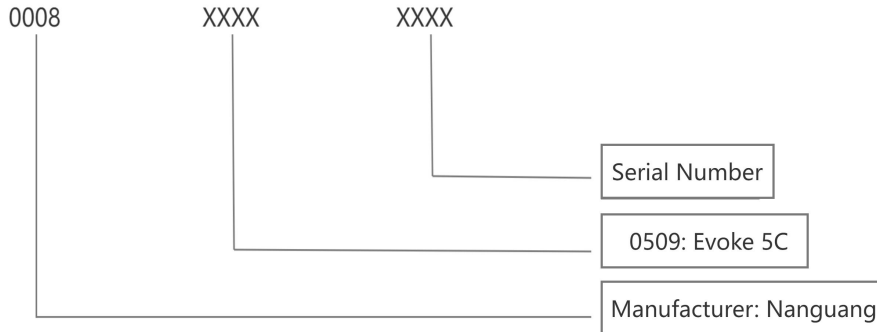 0008 XXXX XXXX
Serial Number
0509: Evoke 5C
Manufacturer: Nanguang